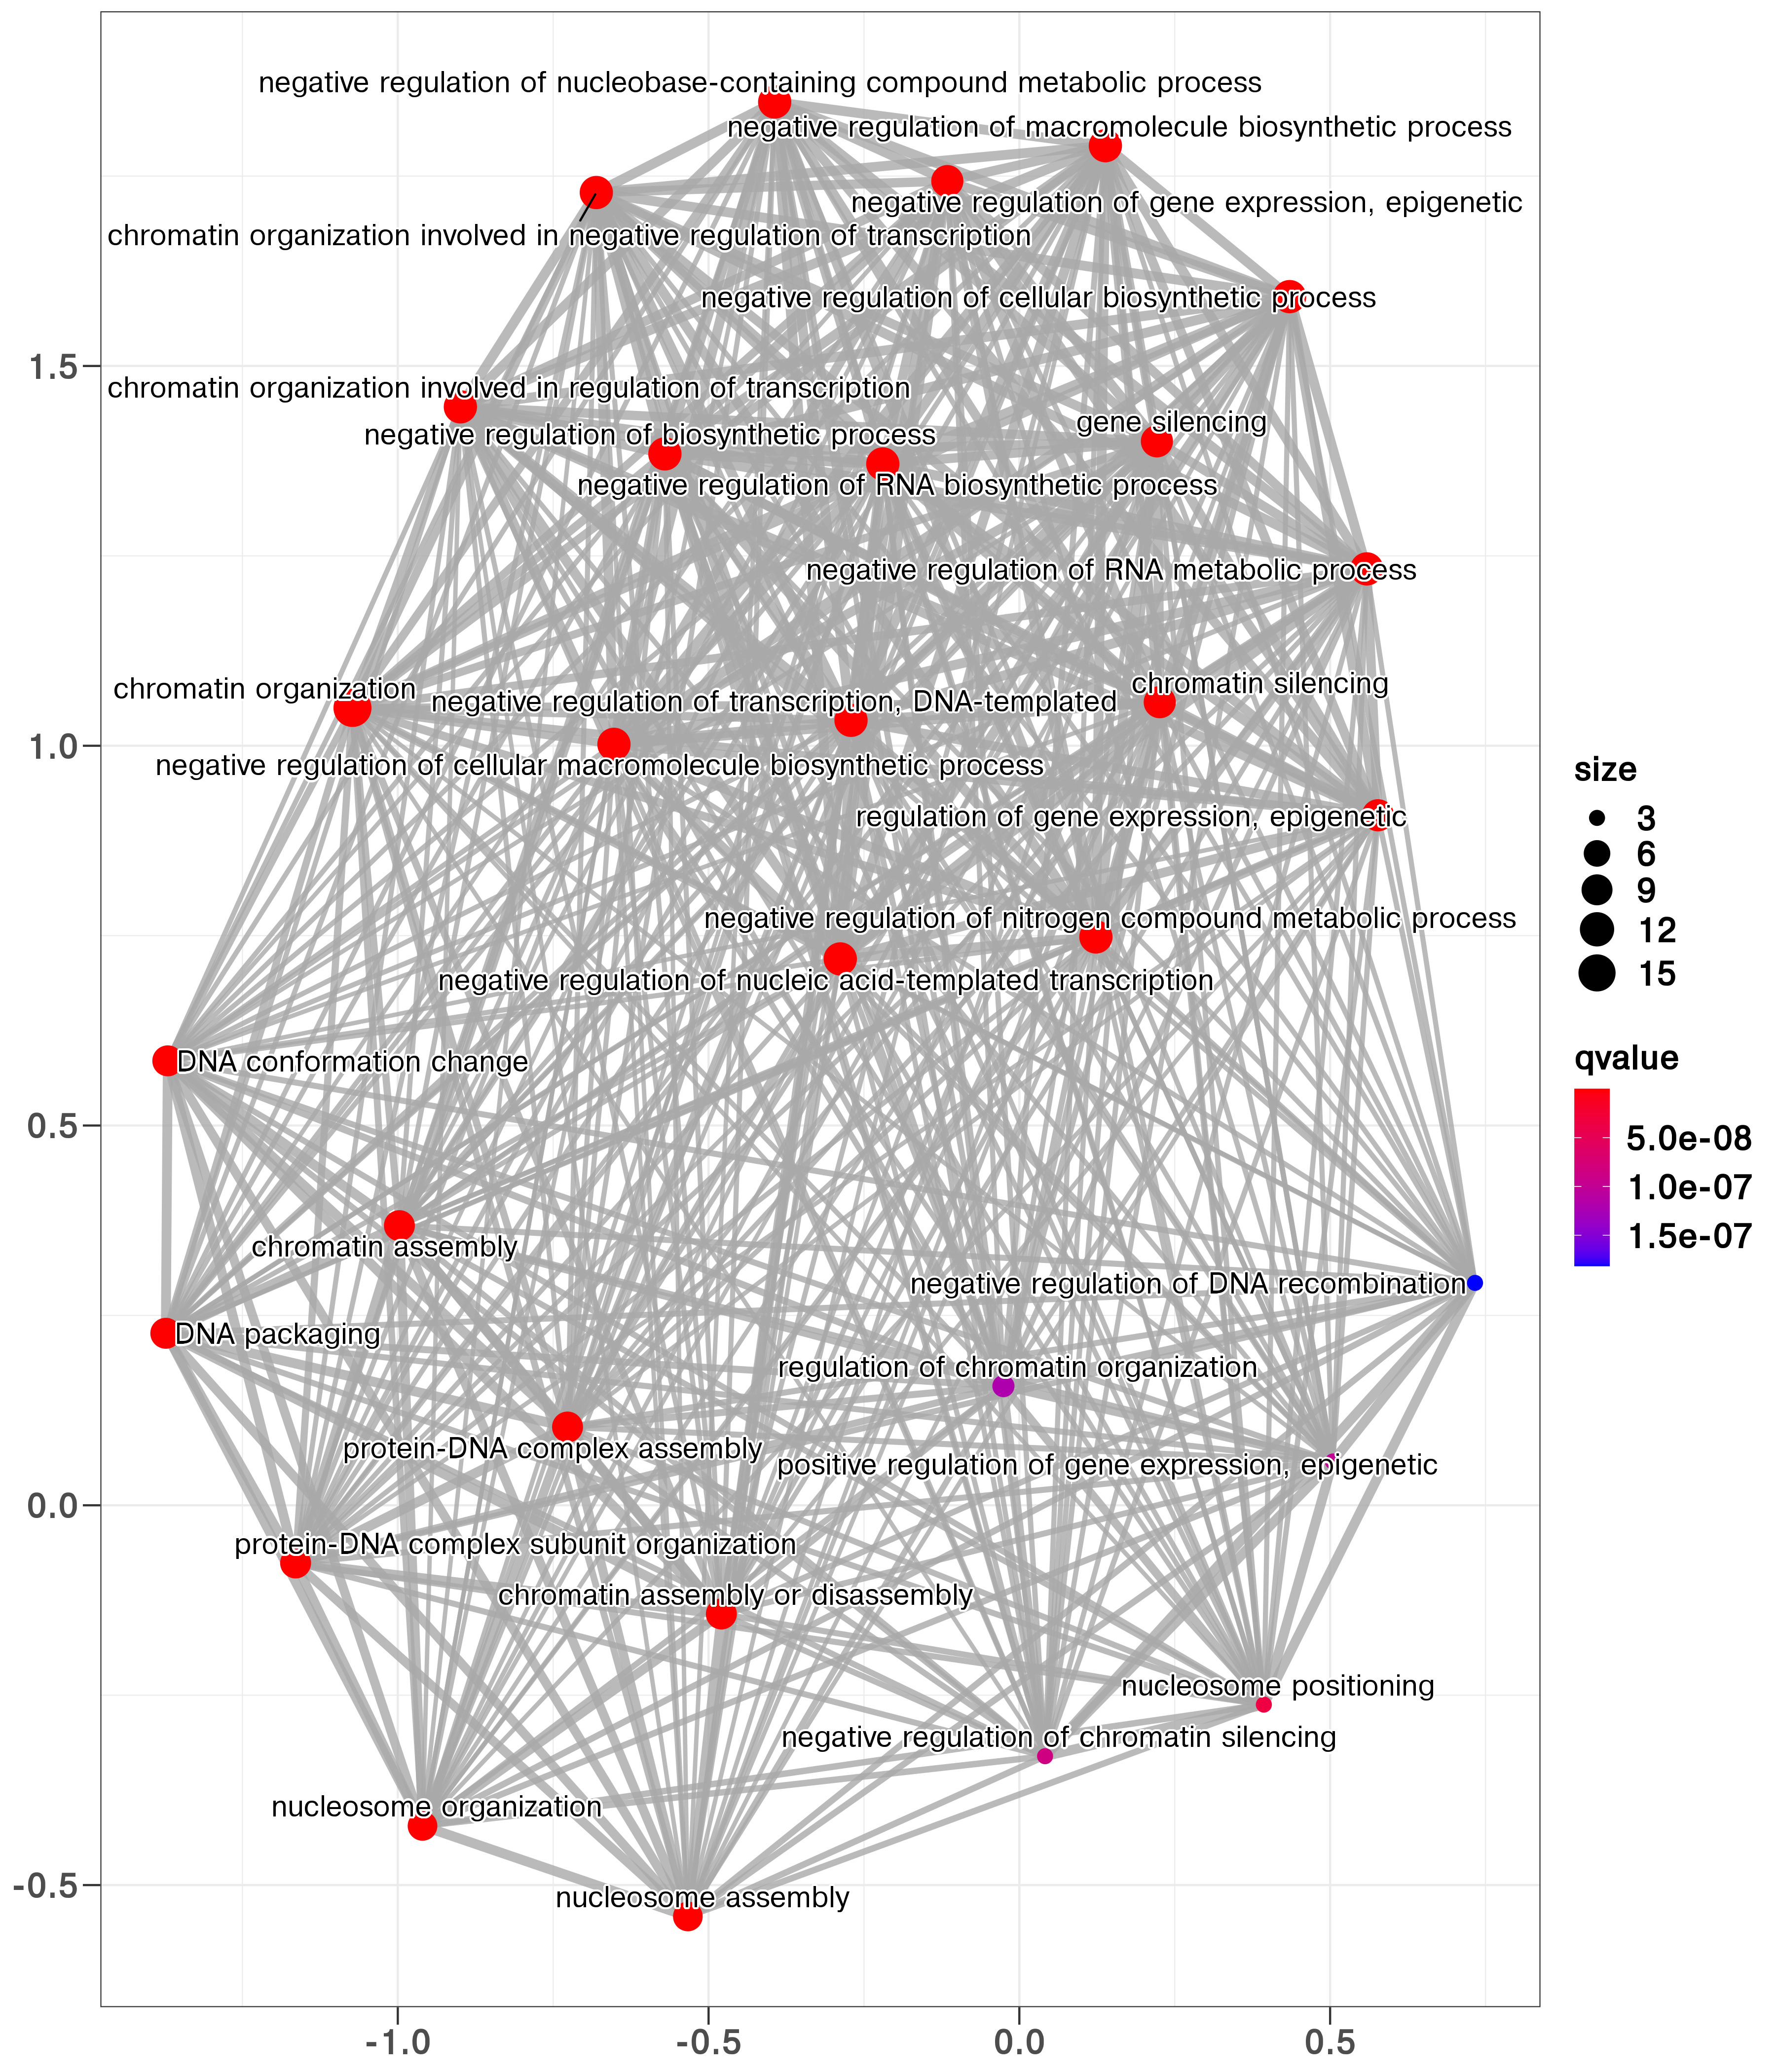 negative regulation of nucleobase-containing compound metabolic process
negative regulation of macromolecule biosynthetic process
negative regulation of gene expression, epigenetic
chromatin organization involved in negative regulation of transcription
negative regulation of cellular biosynthetic process
1.5
chromatin organization involved in regulation of transcription
gene silencing
negative regulation of biosynthetic process
negative regulation of RNA biosynthetic process
negative regulation of RNA metabolic process
chromatin silencing
chromatin organization
negative regulation of transcription, DNA-templated
1.0
negative regulation of cellular macromolecule biosynthetic process
regulation of gene expression, epigenetic
negative regulation of nitrogen compound metabolic process
negative regulation of nucleic acid-templated transcription
DNA conformation change
0.5
chromatin assembly
negative regulation of DNA recombination
DNA packaging
regulation of chromatin organization
protein-DNA complex assembly
positive regulation of gene expression, epigenetic
0.0
protein-DNA complex subunit organization
chromatin assembly or disassembly
nucleosome positioning
negative regulation of chromatin silencing
nucleosome organization
-0.5
nucleosome assembly
-1.0 -0.5 0.0 0.5
size
3
6
9
12
15
qvalue
5.0e-08
1.0e-07
1.5e-07